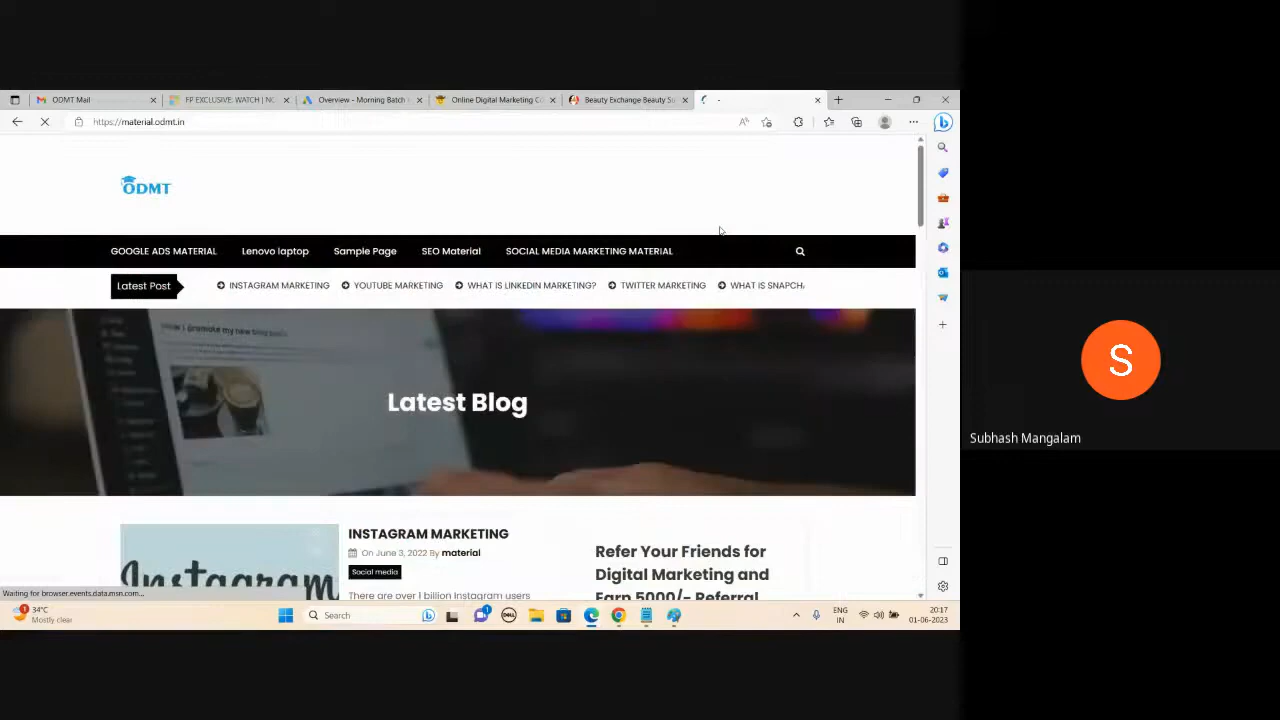 ODMT Mail
FP EXCLUSIVE: WATCH | NO
Overview - Morning Batch
Online Digital Marketing Co
Beauty Exchange Beauty Su
-
https://material.odmt.in
ODMT
GOOGLE ADS MATERIAL Lenovo laptop Sample Page SEO Material SOCIAL MEDIA MARKETING MATERIAL
Latest Post INSTAGRAM MARKETING YOUTUBE MARKETING WHAT IS LINKEDIN MARKETING? TWITTER MARKETING WHAT IS SNAPCHA
Latest Blog
Instagram
INSTAGRAM MARKETING
On June 3, 2022 By material
Social media
There are over 1 billion Instagram users
Refer Your Friends for
Digital Marketing and
Earn 5000/- Referral
Waiting for browser.events.data.msn.com...
34°C
Mostly clear
Search
ENG
IN
20:17
01-06-2023
S
Subhash Mangalam